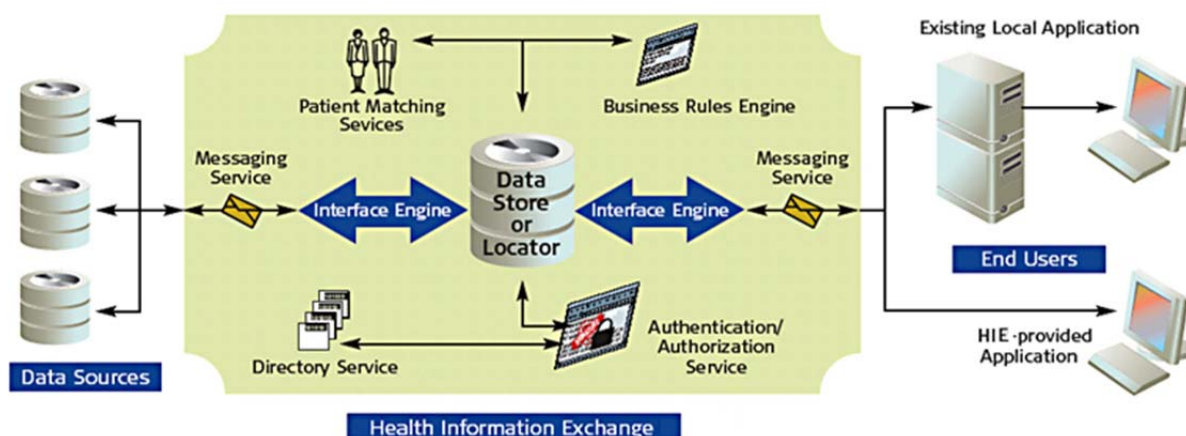 Existing Local Application
Patient Matching
Sevices
Business Rules Engine
Messaging
Service
Messaging
Service
Interface Engine
Data
Store
or
Locator
Interface Engine
End Users
Directory Service
Authentication/
Authorization
Service
HIE-provided
Application
Data Sources
Health Information Exchange